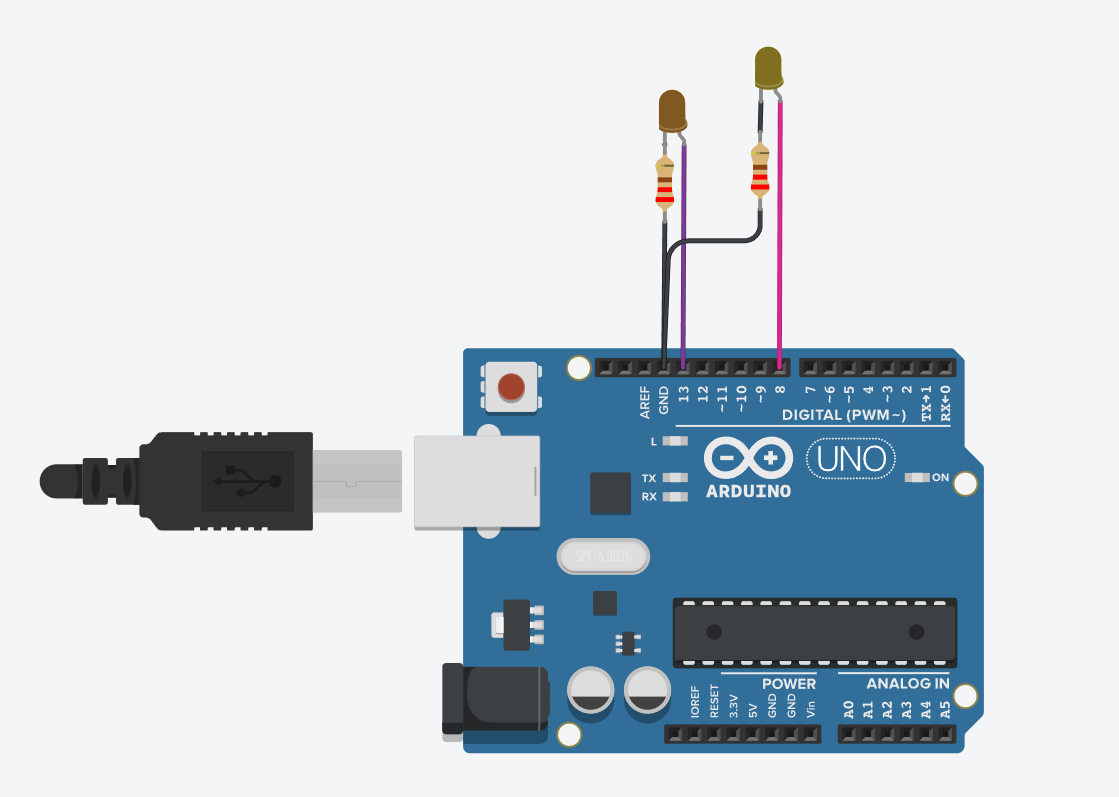 AREF
GND
13
12
~11
~10
~9
8
7
~6
~5
4
~3
2
TX→1
RX←0
DIGITAL (PWM~)
L
TX
RX
ARDUINO
UNO
ON
SPK16.000G
POWER
ANALOG IN
IOREF
RESET
3.3V
5V
GND
GND
Vin
A0
A1
A2
A3
A4
A5